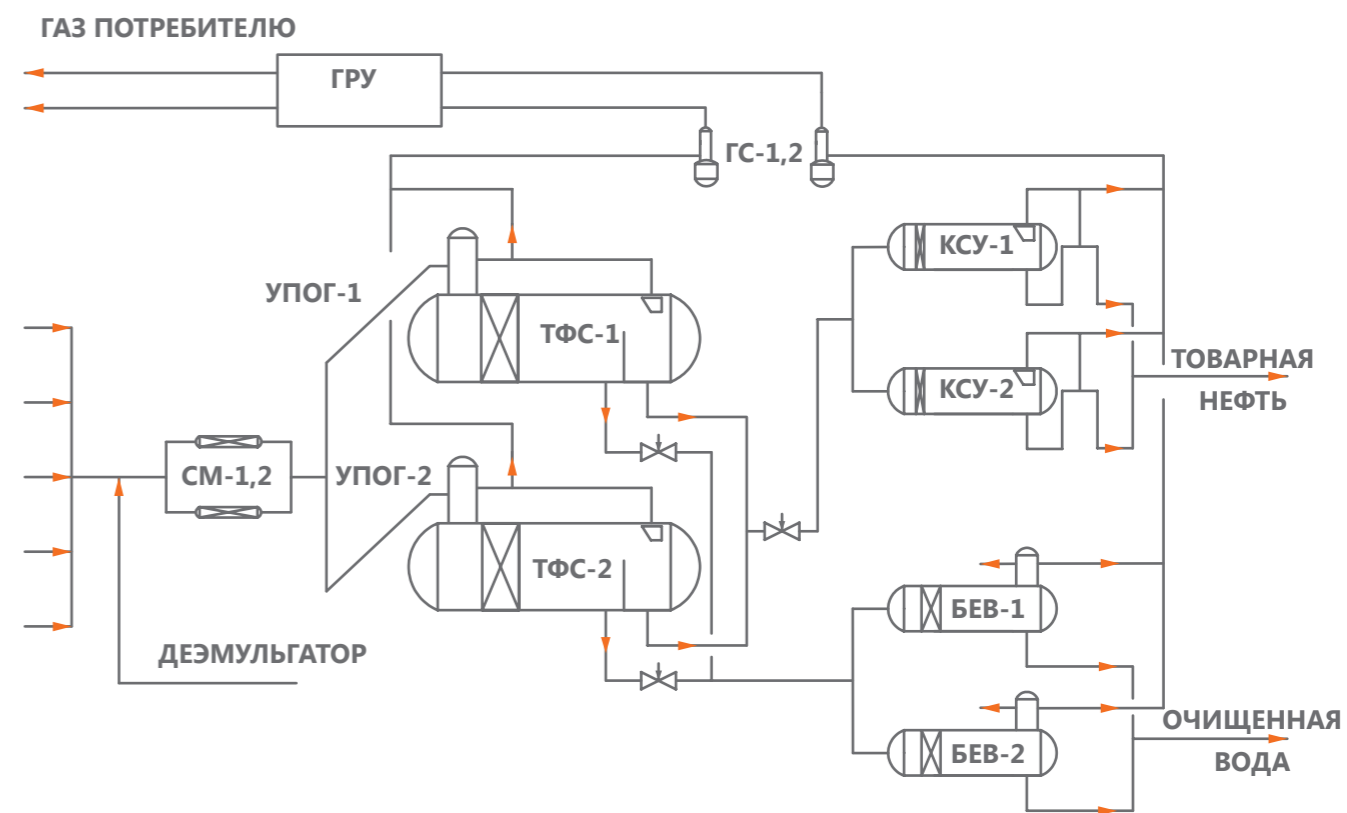 ГАЗ ПОТРЕБИТЕЛЮ
ГРУ
ГС-1,2
КСУ-1
УПОГ-1
ТФС-1
ТОВАРНАЯ
КСУ-2
НЕФТЬ
СМ-1,2
УПОГ-2
ТФС-2
БЕВ-1
ДЕЭМУЛЬГАТОР
ОЧИЩЕННАЯ
БЕВ-2
ВОДА